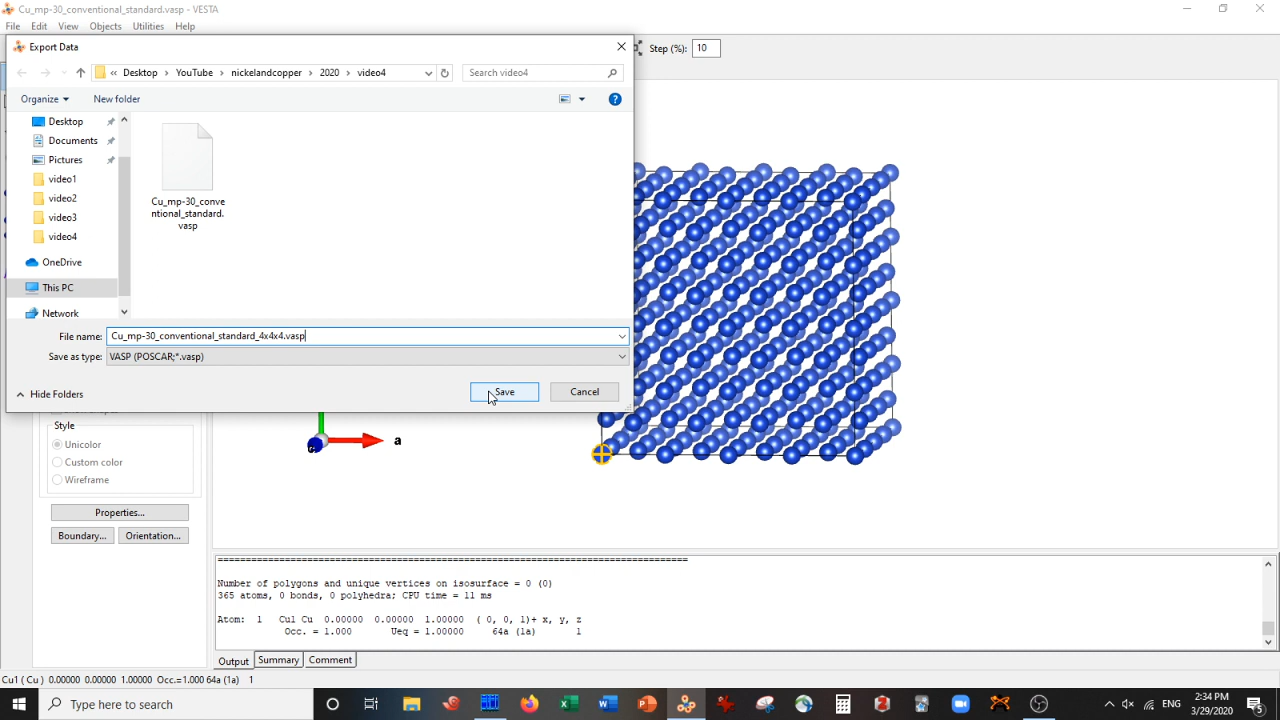 Cu_mp-30_conventional_standard.vasp - VESTA
File Edit View Objects Utilities Help
Export Data
Step (%): 10
« Desktop › YouTube › nickelandcopper › 2020 › video4
Search video4
Organize
New folder
Desktop
Documents
Pictures
video1
video2
video3
video4
OneDrive
This PC
Network
Cu_mp-30_conve
ntional_standard.
vasp
File name: Cu_mp-30_conventional_standard_4x4x4.vasp
Save as type: VASP (POSCAR;*.vasp)
Hide Folders
Save
Cancel
a
Style
Unicolor
Custom color
Wireframe
Properties...
Boundary...
Orientation...
================================================================================
Number of polygons and unique vertices on isosurface = 0 (0)
365 atoms, 0 bonds, 0 polyhedra; CPU time = 11 ms
Atom: 1 Cu1 Cu 0.00000 0.00000 1.00000 ( 0, 0, 1)+ x, y, z
Occ. = 1.000 Ueq = 1.00000 64a (1a) 1
Output Summary Comment
Cu1 ( Cu ) 0.00000 0.00000 1.00000 Occ.=1.000 64a (1a) 1
Type here to search
ENG
2:34 PM
3/29/2020
3